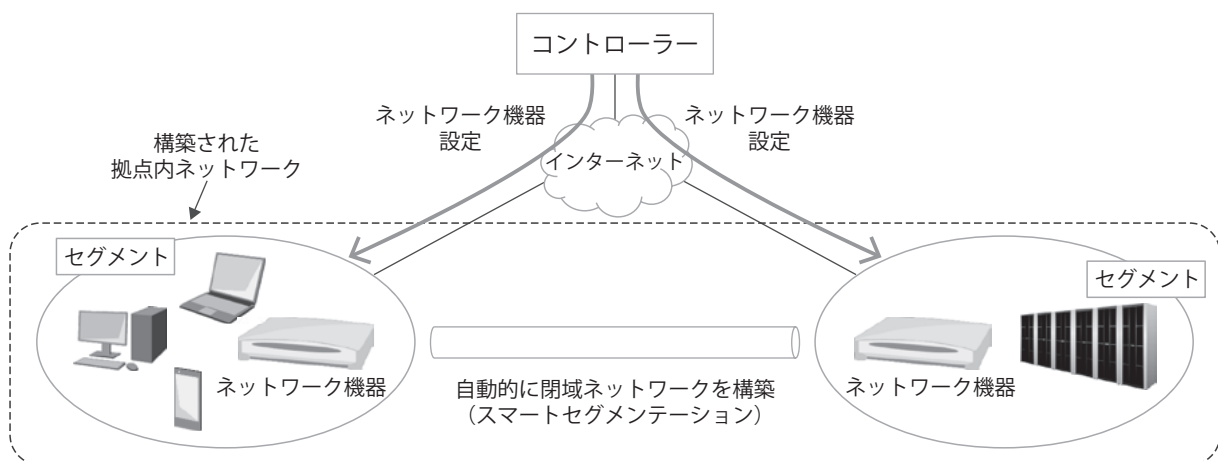 コントローラー
ネットワーク機器
設定
ネットワーク機器
設定
インターネット
構築された
拠点内ネットワーク
セグメント
ネットワーク機器
自動的に閉域ネットワークを構築
（スマートセグメンテーション）
セグメント
ネットワーク機器